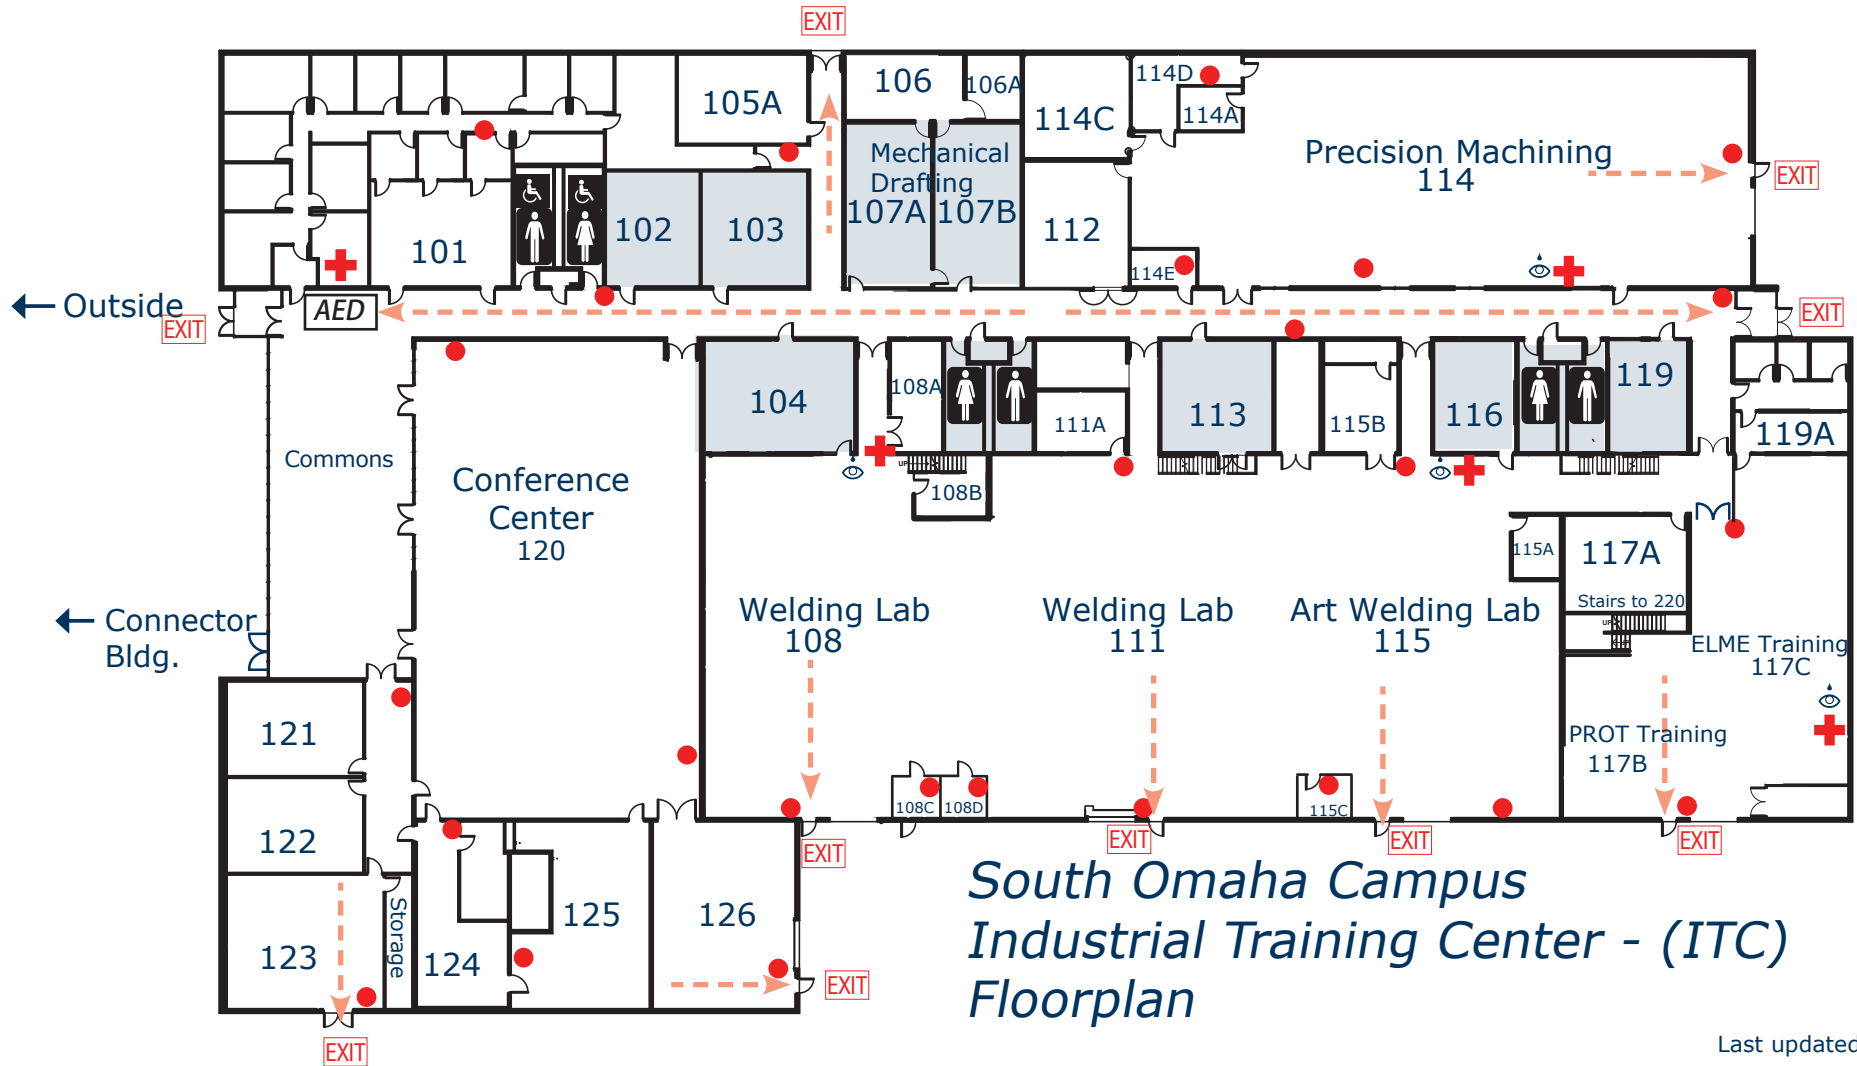 EXIT
106
106A
114D
105A
114A
114C
Mechanical
Drafting
Precision Machining
114
EXIT
107A
107B
102
103
112
101
114E
Outside
AED
EXIT
EXIT
108A
104
113
115B
116
119
111A
119A
Commons
UP
Conference
Center
120
108B
115A
117A
Stairs to 220
UP
Welding Lab
108
Welding Lab
111
Art Welding Lab
115
Connector
Bldg.
ELME Training
117C
121
PROT Training
117B
108C
108D
115C
122
EXIT
EXIT
EXIT
EXIT
123
Storage
124
125
126
EXIT
EXIT
South Omaha Campus
Industrial Training Center - (ITC)
Floorplan
Last updated